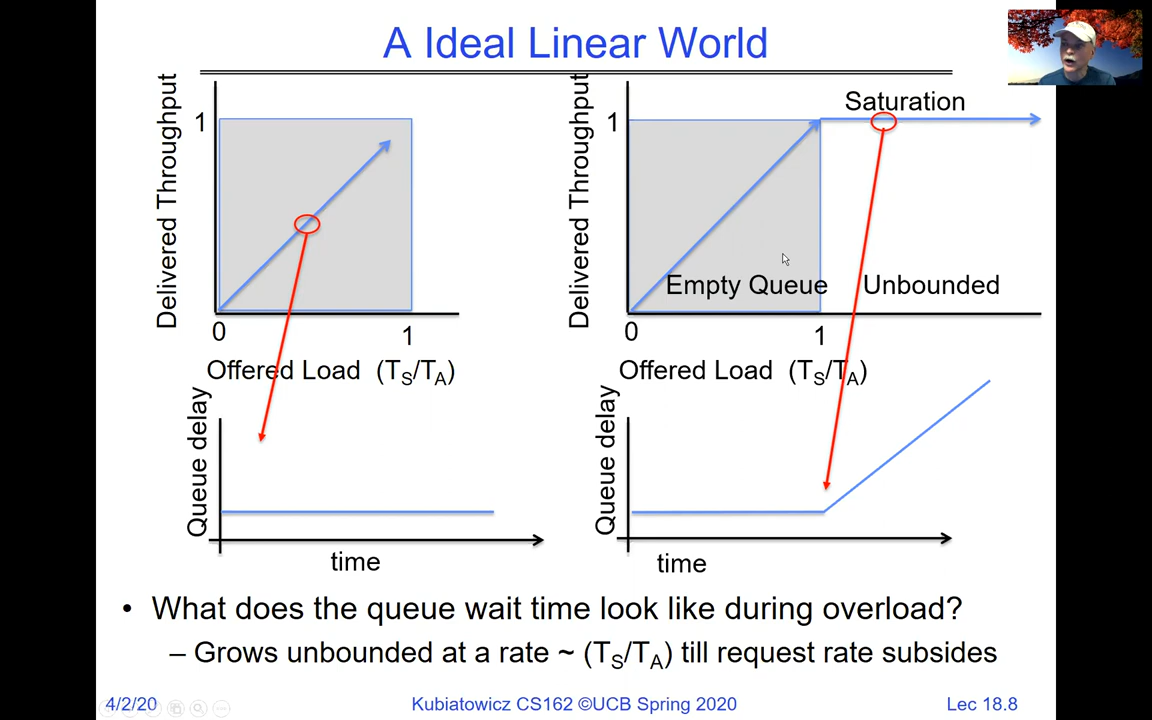 A Ideal Linear World
Delivered Throughput
1
0
1
Offered Load (TS/TA)
Delivered Throughput
1
Saturation
Empty Queue
Unbounded
0
1
Offered Load (TS/TA)
Queue delay
time
Queue delay
time
• What does the queue wait time look like during overload?
– Grows unbounded at a rate ~ (TS/TA) till request rate subsides
4/2/20
Kubiatowicz CS162 ©UCB Spring 2020
Lec 18.8